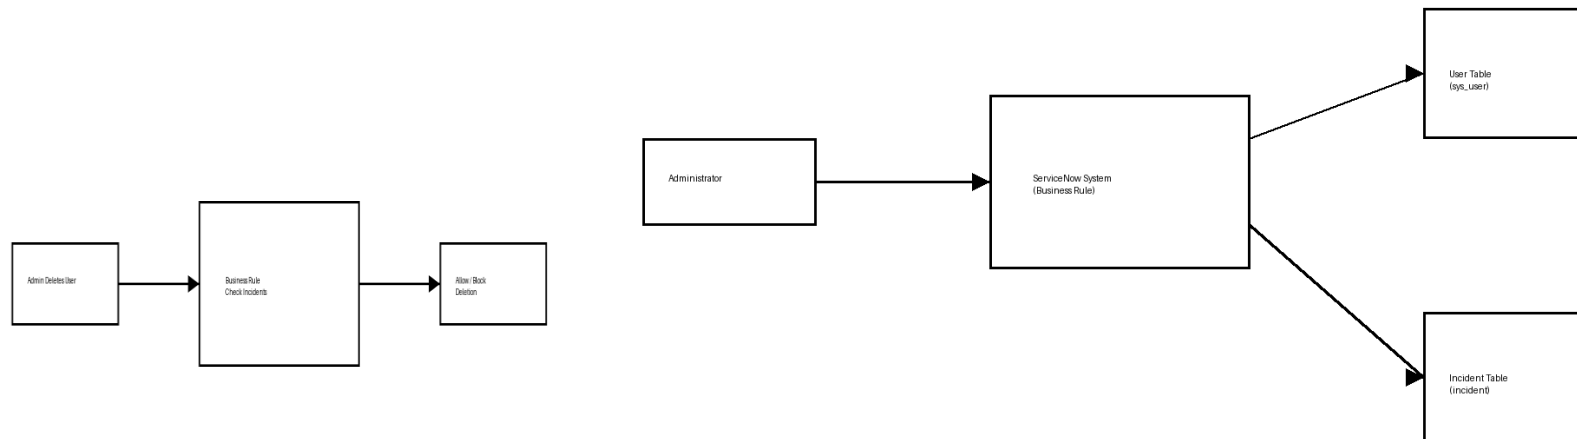 Admin Deletes User
Business Rule
Check Incidents
Allow / Block
Deletion
Administrator
ServiceNow System
(Business Rule)
User Table
(sys_user)
Incident Table
(incident)